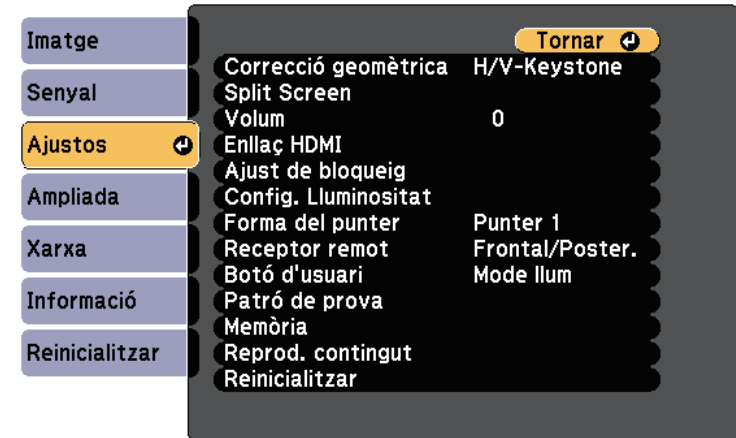 Imatge
Senyal
Ajustos
Ampliada
Xarxa
Informació
Reinicialitzar
Tornar
Correcció geomètrica H/V-Keystone
Split Screen
Volum 0
Enllaç HDMI
Ajust de bloqueig
Config. Lluminositat
Forma del punter Punter 1
Receptor remot Frontal/Poster.
Botó d'usuari Mode llum
Patró de prova
Memòria
Reprod. contingut
Reinicialitzar